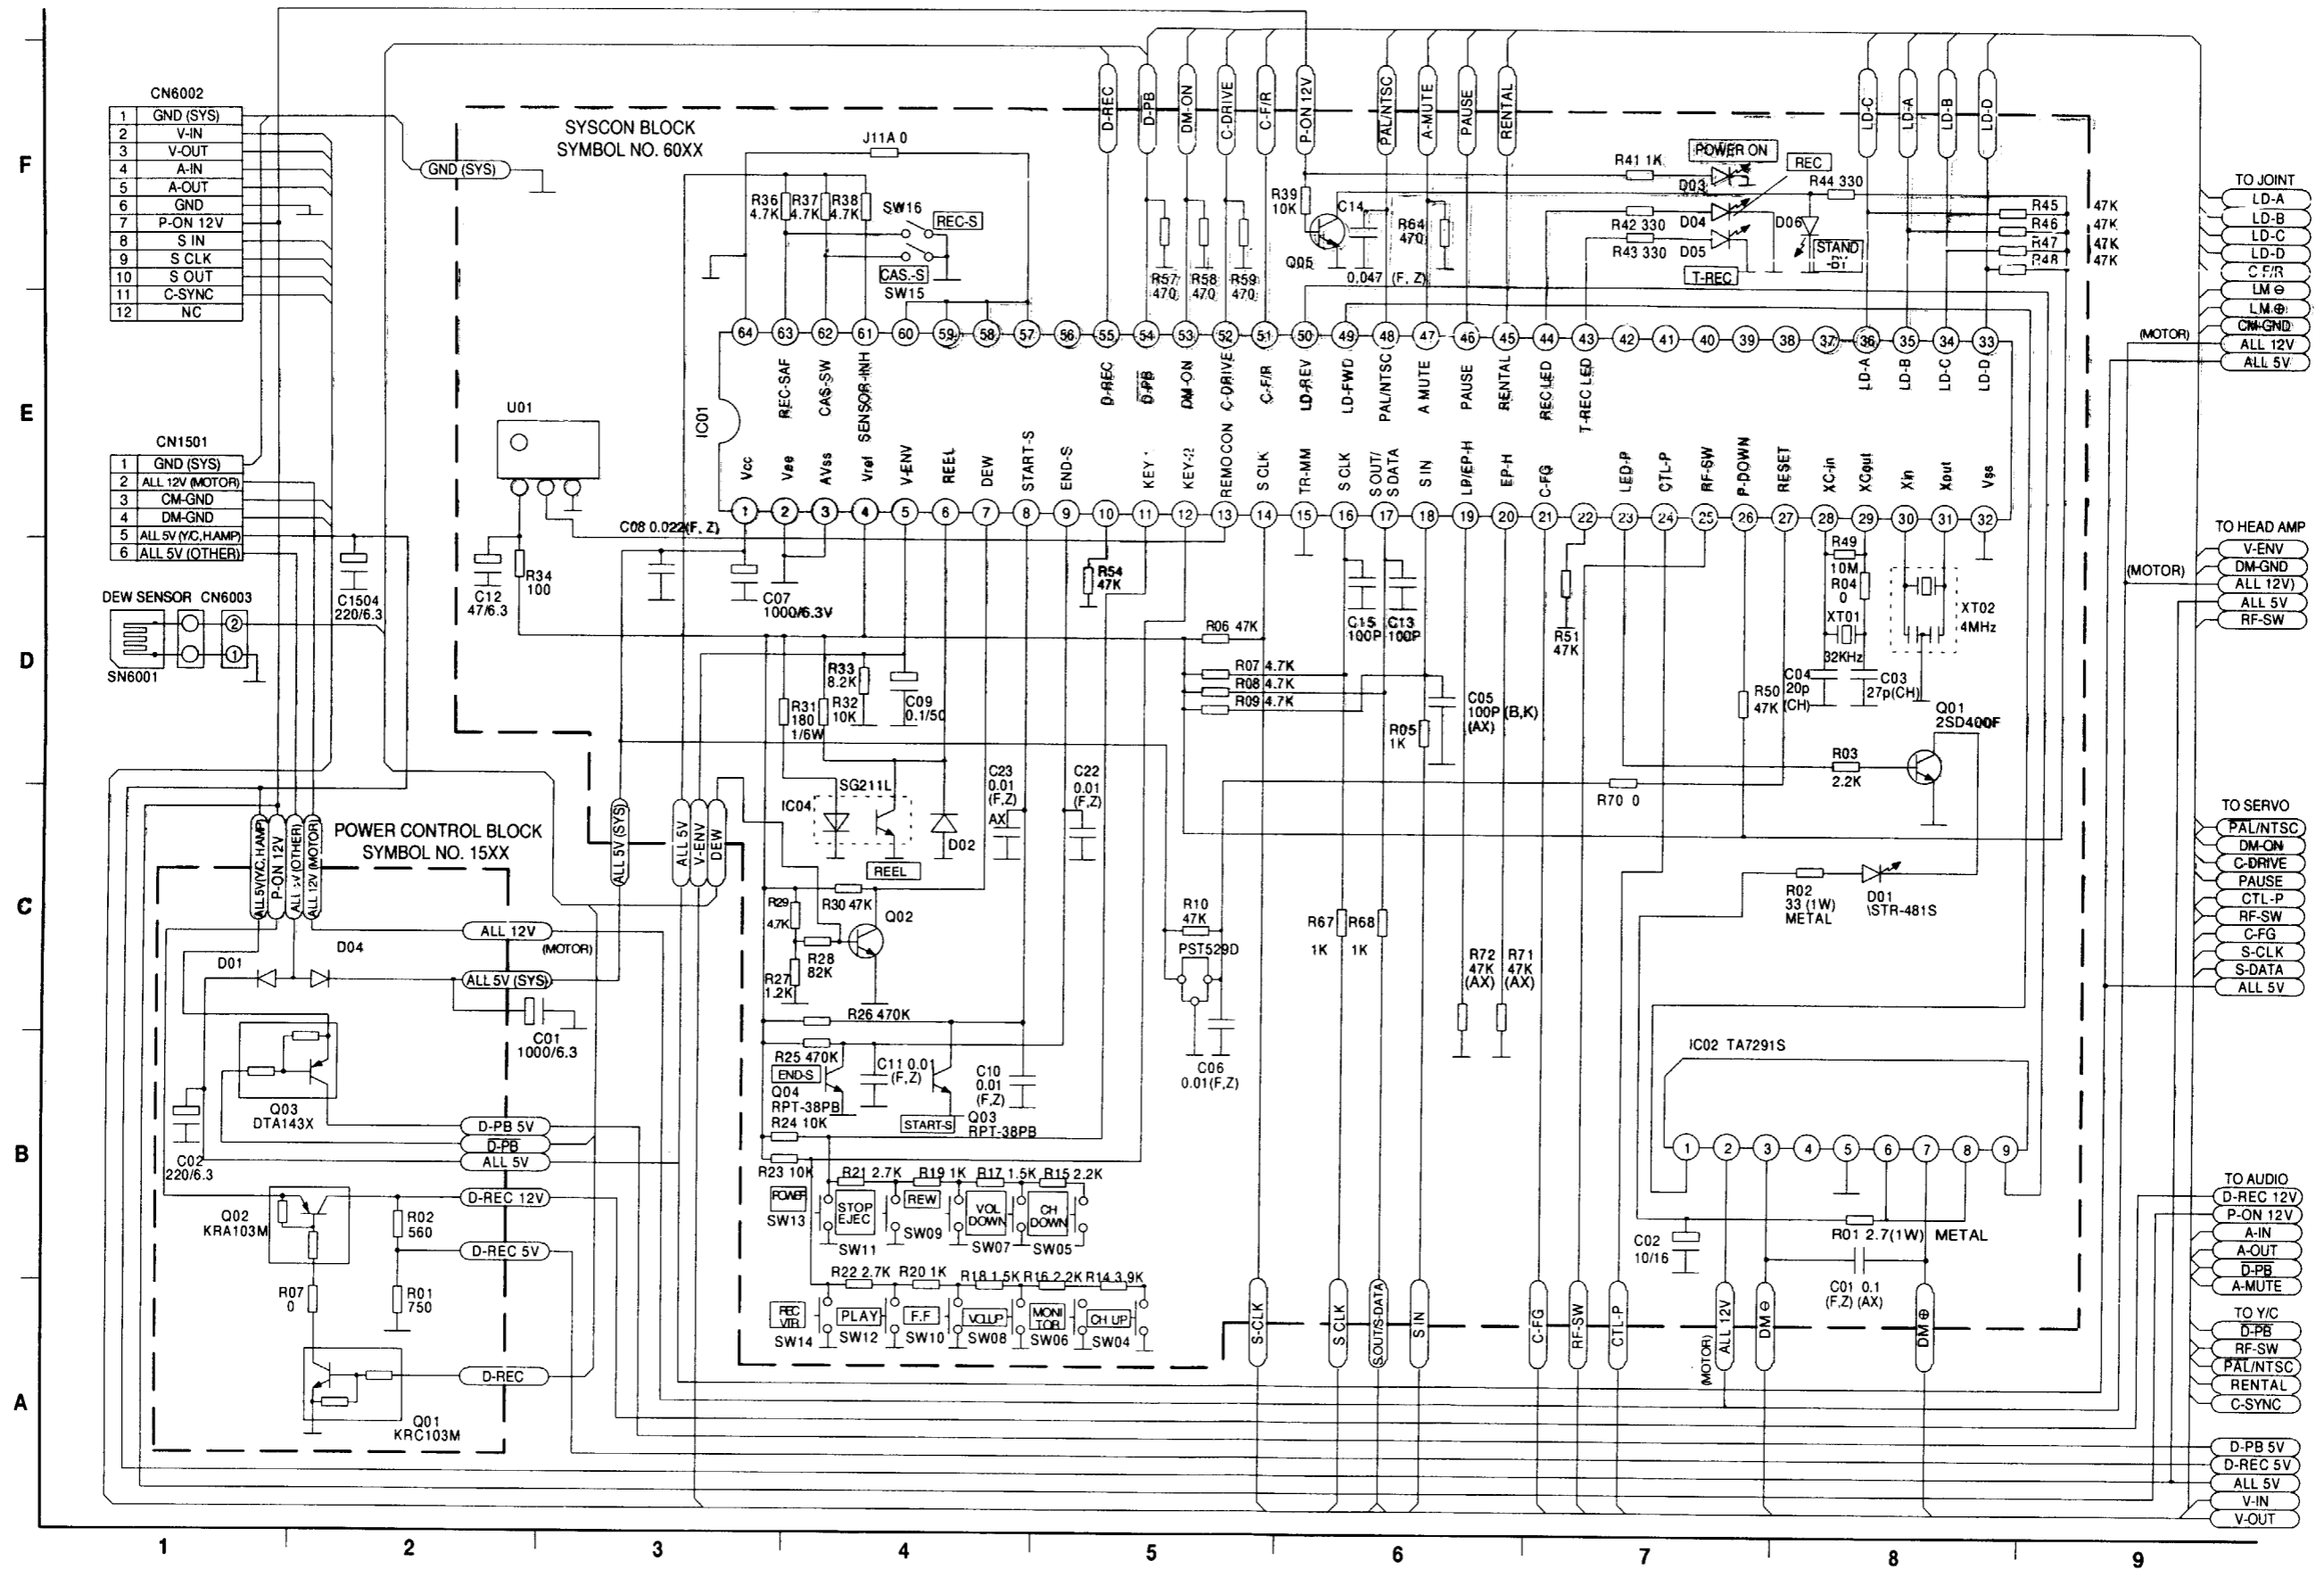 CN6002
1 GND (SYS)
2 V-IN
3 V-OUT
4 A-IN
5 A-OUT
6 GND
7 P-ON 12V
8 S IN
9 S CLK
10 S OUT
11 C-SYNC
12 NC
CN1501
1 GND (SYS)
2 ALL 12V (MOTOR)
3 CM-GND
4 DM-GND
5 ALL 5V (Y/C, H.AMP)
6 ALL 5V (OTHER)
DEW SENSOR CN6003
2
1
SN6001
C1504
220/6.3
F
E
D
C
B
A
SYSCON BLOCK
SYMBOL NO. 60XX
GND (SYS)
J11A 0
R36
4.7K
R37
4.7K
R38
4.7K
SW16
REC-S
CAS.-S
SW15
D-REC
D-PB
DM-ON
C-DRIVE
C-F/R
P-ON 12V
PAL/NTSC
A-MUTE
PAUSE
RENTAL
LD-C
LD-A
LD-B
LD-D
R57
470
R58
470
R59
470
R39
10K
Q05
C14
0.047 (F, Z)
R64
470
R41 1K
POWER ON
D03
REC
R44 330
R42 330
D04
R43 330
D05
T-REC
D06
STAND
-BY
R45 47K
R46 47K
R47 47K
R48 47K
64 63 62 61 60 59 58 57 56 55 54 53 52 51 50 49 48 47 46 45 44 43 42 41 40 39 38 37 36 35 34 33
IC01
REC-SAF
CAS-SW
SENSOR-INH
D-REC
D-PB
DM-ON
C-DRIVE
C-F/R
LD-REV
LD-FWD
PAL/NTSC
A MUTE
PAUSE
RENTAL
REC LED
T-REC LED
LD-A
LD-B
LD-C
LD-D
Vcc
AVss
Vref
V-ENV
REEL
DEW
START-S
END-S
KEY 1
KEY-2
REMOCON
S CLK
TR-MM
S CLK
S OUT/
S DATA
S IN
LP/EP-H
EP-H
C-FG
LED-P
CTL-P
RF-SW
P-DOWN
RESET
XC-in
XCout
Xin
Xout
Vss
1 2 3 4 5 6 7 8 9 10 11 12 13 14 15 16 17 18 19 20 21 22 23 24 25 26 27 28 29 30 31 32
U01
C12
47/6.3
R34
100
C08 0.022(F, Z)
C07
1000/6.3V
R54
47K
R06 47K
R07 4.7K
R08 4.7K
R09 4.7K
C15
100P
C13
100P
R51
47K
C05
100P (B,K)
(AX)
R05
1K
R50
47K
R49
10M
R04
0
XT01
32KHz
C04
20p
(CH)
C03
27p(CH)
XT02
4MHz
Q01
2SD400F
R03
2.2K
R70 0
R33
8.2K
R31
180
1/6W
R32
10K
C09
0.1/50
SG211L
IC04
REEL
D02
C23
0.01
(F,Z)
AX
C22
0.01
(F,Z)
ALL 5V (SYS)
ALL 5V
V-ENV
DEW
POWER CONTROL BLOCK
SYMBOL NO. 15XX
ALL 5V(Y/C, H.AMP)
P-ON 12V
ALL 5V (OTHER)
ALL 12V (MOTOR)
ALL 12V
(MOTOR)
D01
D04
ALL 5V (SYS)
C01
1000/6.3
Q03
DTA143X
C02
220/6.3
D-PB 5V
D-PB
ALL 5V
D-REC 12V
Q02
KRA103M
R02
560
D-REC 5V
R07
0
R01
750
D-REC
Q01
KRC103M
R29
4.7K
R30 47K
Q02
R28
82K
R27
1.2K
R26 470K
R25 470K
END-S
Q04
RPT-38PB
C11 0.01
(F,Z)
C10
0.01
(F,Z)
START-S
Q03
RPT-38PB
R24 10K
R23 10K
R21 2.7K R19 1K R17 1.5K R15 2.2K
POWER
SW13
STOP
EJEC
SW11
REW
SW09
VOL
DOWN
SW07
CH
DOWN
SW05
R22 2.7K R20 1K R18 1.5K R16 2.2K R14 3.9K
REC
VTR
SW14
PLAY
SW12
F.F
SW10
VOLUP
SW08
MONI
TOR
SW06
CH UP
SW04
R10
47K
PST529D
C06
0.01(F,Z)
R67
1K
R68
1K
R72
47K
(AX)
R71
47K
(AX)
R02
33 (1W)
METAL
D01
\STR-481S
IC02 TA7291S
1 2 3 4 5 6 7 8 9
C02
10/16
R01 2.7(1W) METAL
C01 0.1
(F,Z) (AX)
S-CLK
S CLK
S.OUT/S-DATA
S IN
C-FG
RF-SW
CTL-P
(MOTOR)
ALL 12V
DM ⊖
DM ⊕
TO JOINT
LD-A
LD-B
LD-C
LD-D
C F/R
LM ⊖
LM ⊕
CM-GND
(MOTOR) ALL 12V
ALL 5V
TO HEAD AMP
V-ENV
DM-GND
(MOTOR) ALL 12V)
ALL 5V
RF-SW
TO SERVO
PAL/NTSC
DM-ON
C-DRIVE
PAUSE
CTL-P
RF-SW
C-FG
S-CLK
S-DATA
ALL 5V
TO AUDIO
D-REC 12V
P-ON 12V
A-IN
A-OUT
D-PB
A-MUTE
TO Y/C
D-PB
RF-SW
PAL/NTSC
RENTAL
C-SYNC
D-PB 5V
D-REC 5V
ALL 5V
V-IN
V-OUT
1 2 3 4 5 6 7 8 9